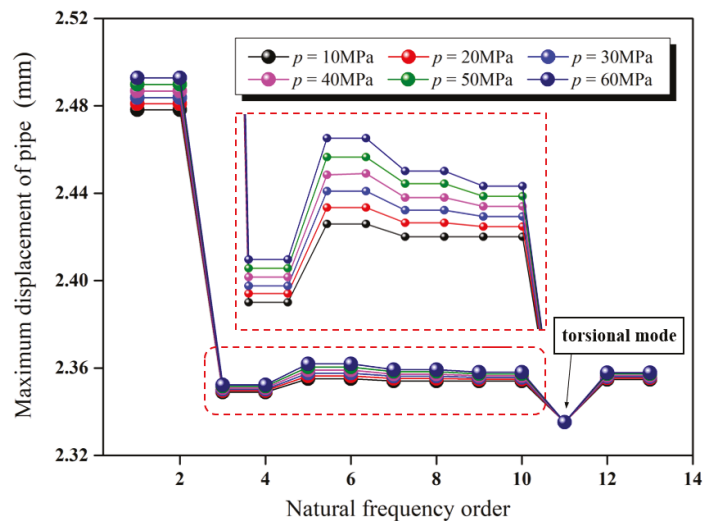 2.52
2.48
2.44
2.40
2.36
2.32
Maximum displacement of pipe (mm)
p = 10MPa p = 20MPa p = 30MPa
p = 40MPa p = 50MPa p = 60MPa
torsional mode
2 4 6 8 10 12 14
Natural frequency order